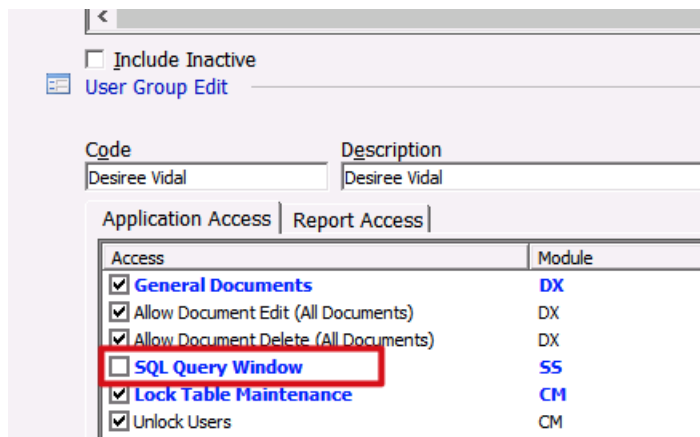 Include Inactive
User Group Edit
Code Description
Desiree Vidal Desiree Vidal
Application Access Report Access
Access Module
General Documents DX
Allow Document Edit (All Documents) DX
Allow Document Delete (All Documents) DX
SQL Query Window SS
Lock Table Maintenance CM
Unlock Users CM